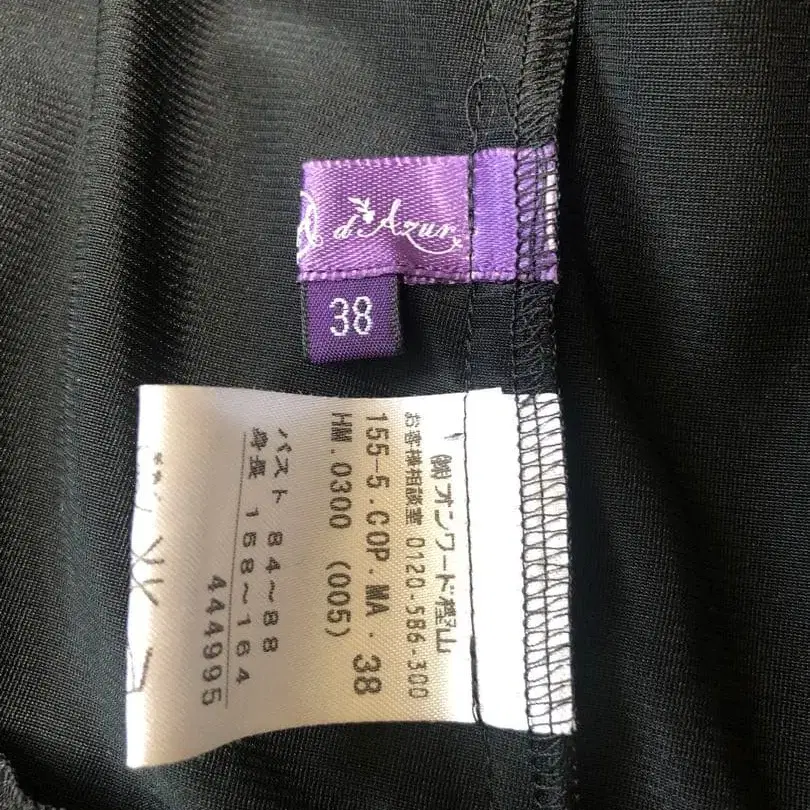 d'Azur
38
㈱オンワード樫山
お客様相談室 0120-586-300
155-5.COP.MA.38
HM.0300 (005)
バスト 84〜88
身長 158〜164
444995